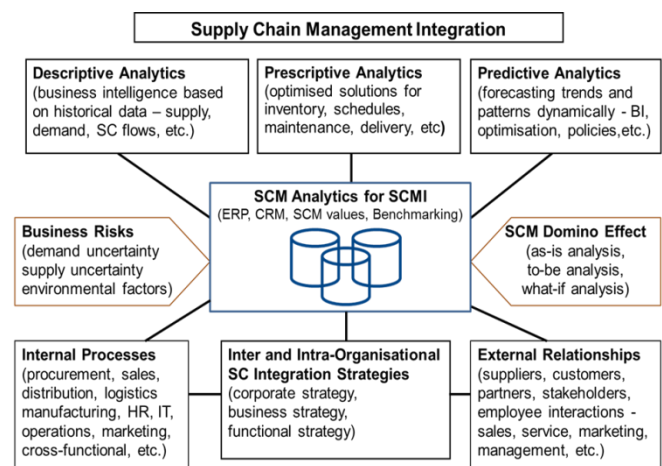 Supply Chain Management Integration
Descriptive Analytics
(business intelligence based
on historical data – supply,
demand, SC flows, etc.)
Prescriptive Analytics
(optimised solutions for
inventory, schedules,
maintenance, delivery, etc)
Predictive Analytics
(forecasting trends and
patterns dynamically - BI,
optimisation, policies,etc.)
SCM Analytics for SCMI
(ERP, CRM, SCM values, Benchmarking)
Business Risks
(demand uncertainty
supply uncertainty
environmental factors)
SCM Domino Effect
(as-is analysis,
to-be analysis,
what-if analysis)
Internal Processes
(procurement, sales,
distribution, logistics
manufacturing, HR, IT,
operations, marketing,
cross-functional, etc.)
Inter and Intra-Organisational
SC Integration Strategies
(corporate strategy,
business strategy,
functional strategy)
External Relationships
(suppliers, customers,
partners, stakeholders,
employee interactions -
sales, service, marketing,
management, etc.)